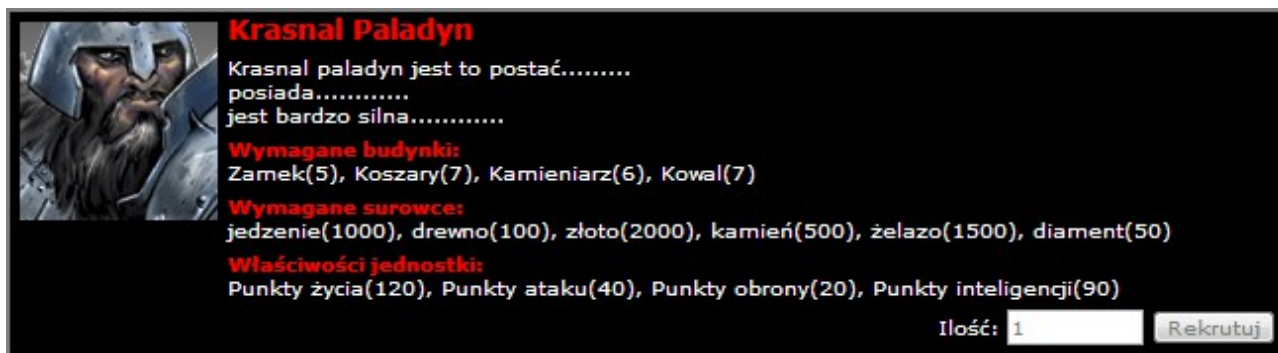 Krasnal Paladyn
Krasnal paladyn jest to postać.........
posiada............
jest bardzo silna............
Wymagane budynki:
Zamek(5), Koszary(7), Kamieniarz(6), Kowal(7)
Wymagane surowce:
jedzenie(1000), drewno(100), złoto(2000), kamień(500), żelazo(1500), diament(50)
Właściwości jednostki:
Punkty życia(120), Punkty ataku(40), Punkty obrony(20), Punkty inteligencji(90)
Ilość: 1 Rekrutuj